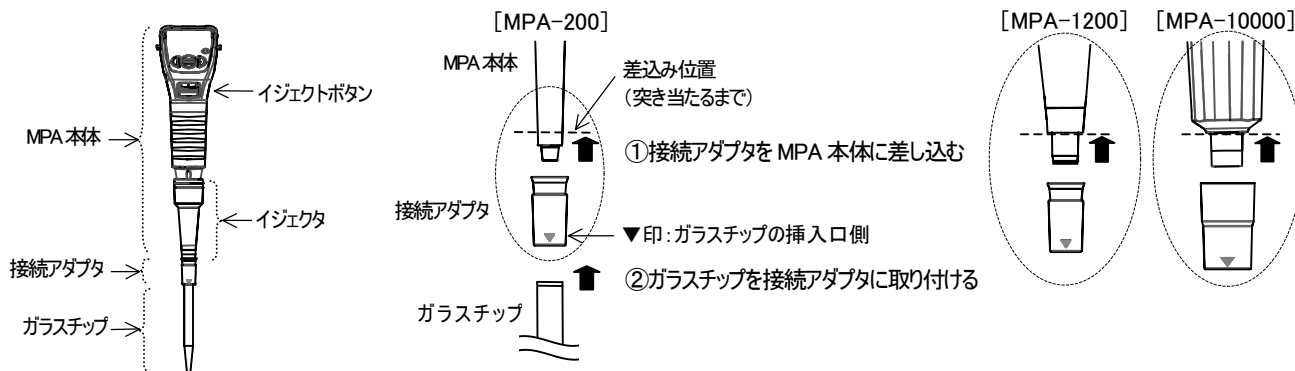 MPA 本体
イジェクトボタン
イジェクタ
接続アダプタ
ガラスチップ
[MPA-200]
MPA 本体
差込み位置
(突き当たるまで)
①接続アダプタを MPA 本体に差し込む
接続アダプタ
▼印:ガラスチップの挿入口側
②ガラスチップを接続アダプタに取り付ける
ガラスチップ
[MPA-1200]
[MPA-10000]